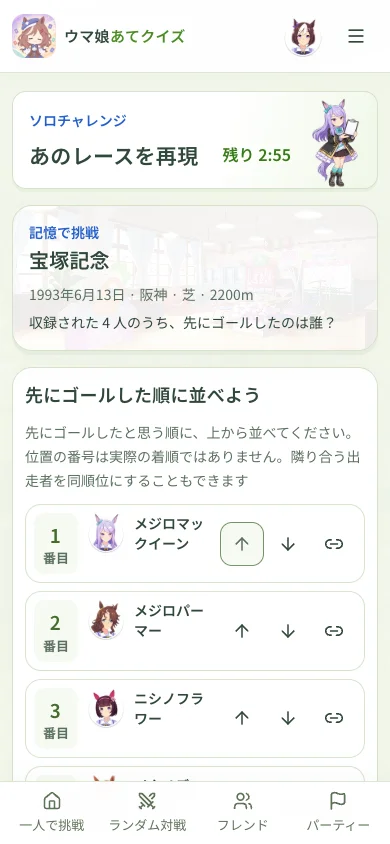 ウマ娘あてクイズ
ソロチャレンジ
あのレースを再現
残り 2:55
記憶で挑戦
宝塚記念
1993年6月13日 · 阪神 · 芝 · 2200m
収録された 4 人のうち、先にゴールしたのは誰？
先にゴールした順に並べよう
先にゴールしたと思う順に、上から並べてください。
位置の番号は実際の着順ではありません。隣り合う出
走者を同順位にすることもできます
1
番目
メジロマッ
クイーン
2
番目
メジロパー
マー
3
番目
ニシノフラ
ワー
一人で挑戦
ランダム対戦
フレンド
パーティー